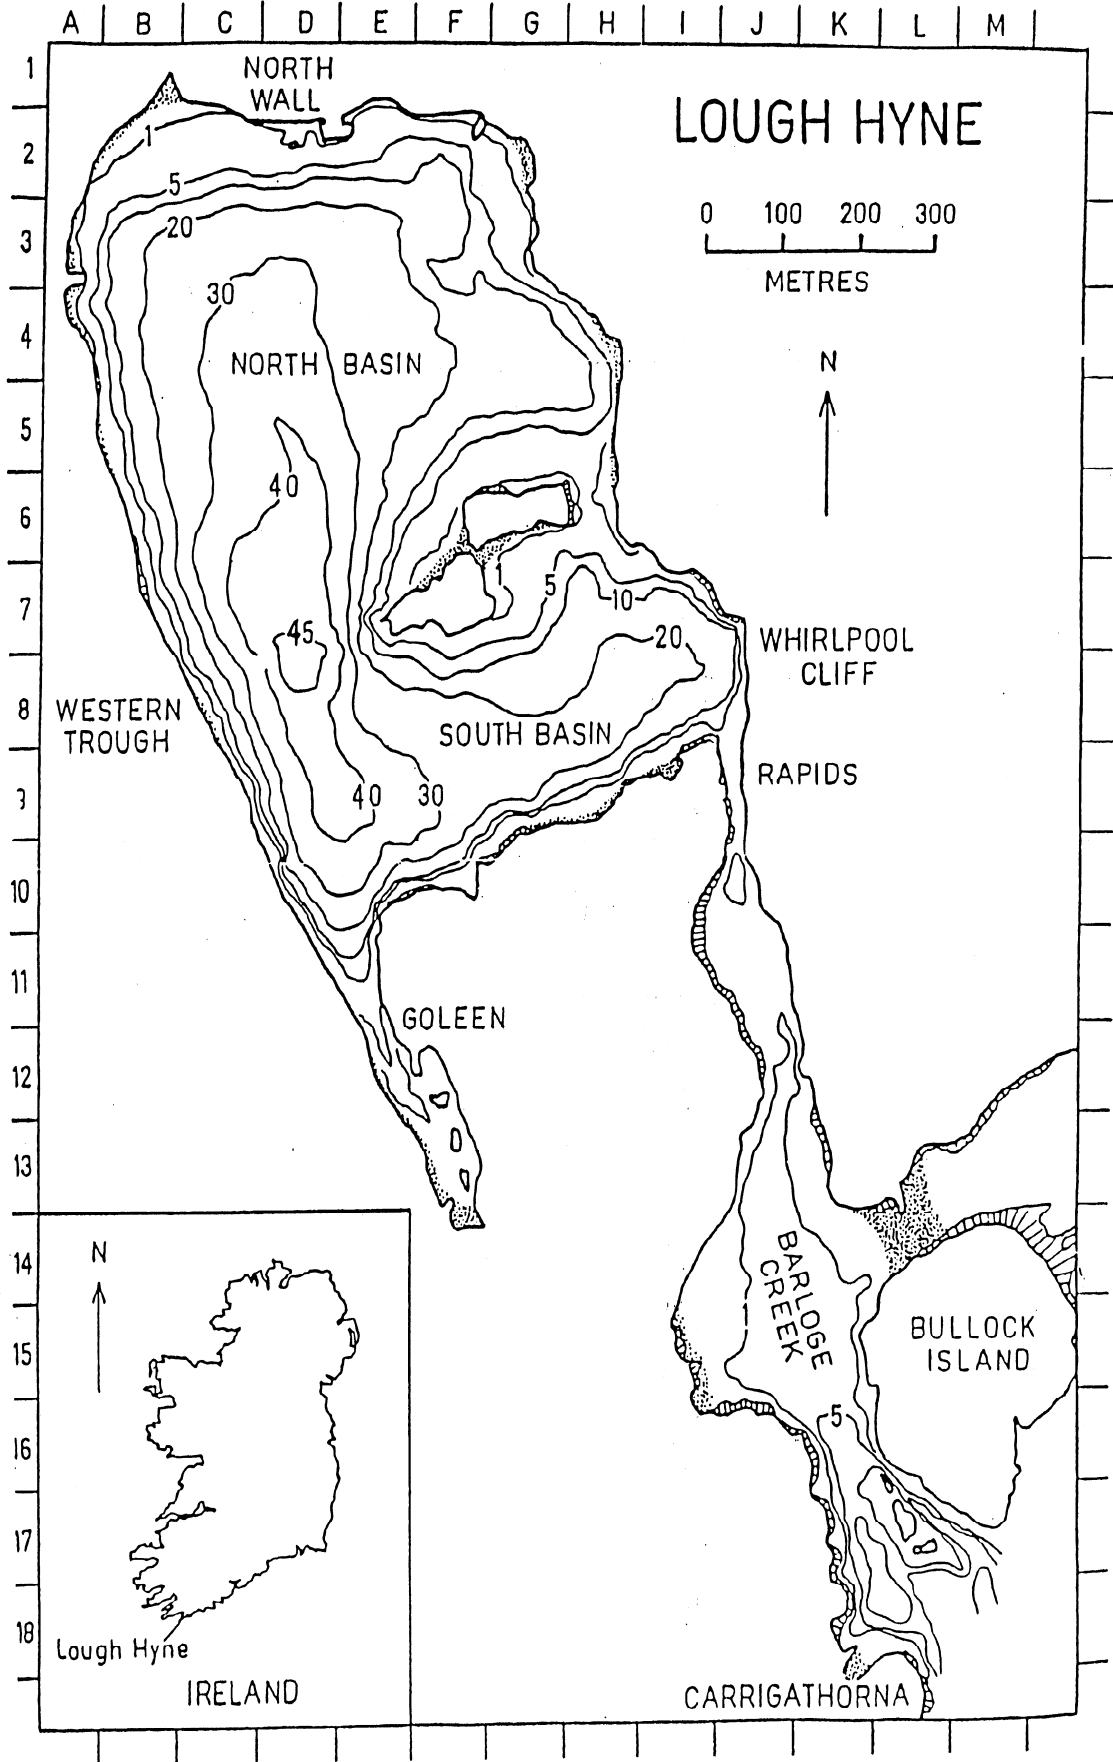 A B C D E F G H I J K L M
1
2
3
4
5
6
7
8
9
10
11
12
13
14
15
16
17
18
LOUGH HYNE
0 100 200 300
METRES
N
NORTH
WALL
1
5
20
30
NORTH BASIN
40
45
1
5
10
20
WHIRLPOOL
CLIFF
WESTERN
TROUGH
SOUTH BASIN
RAPIDS
40
30
GOLEEN
BARLOGE
CREEK
BULLOCK
ISLAND
5
CARRIGATHORNA
N
Lough Hyne
IRELAND